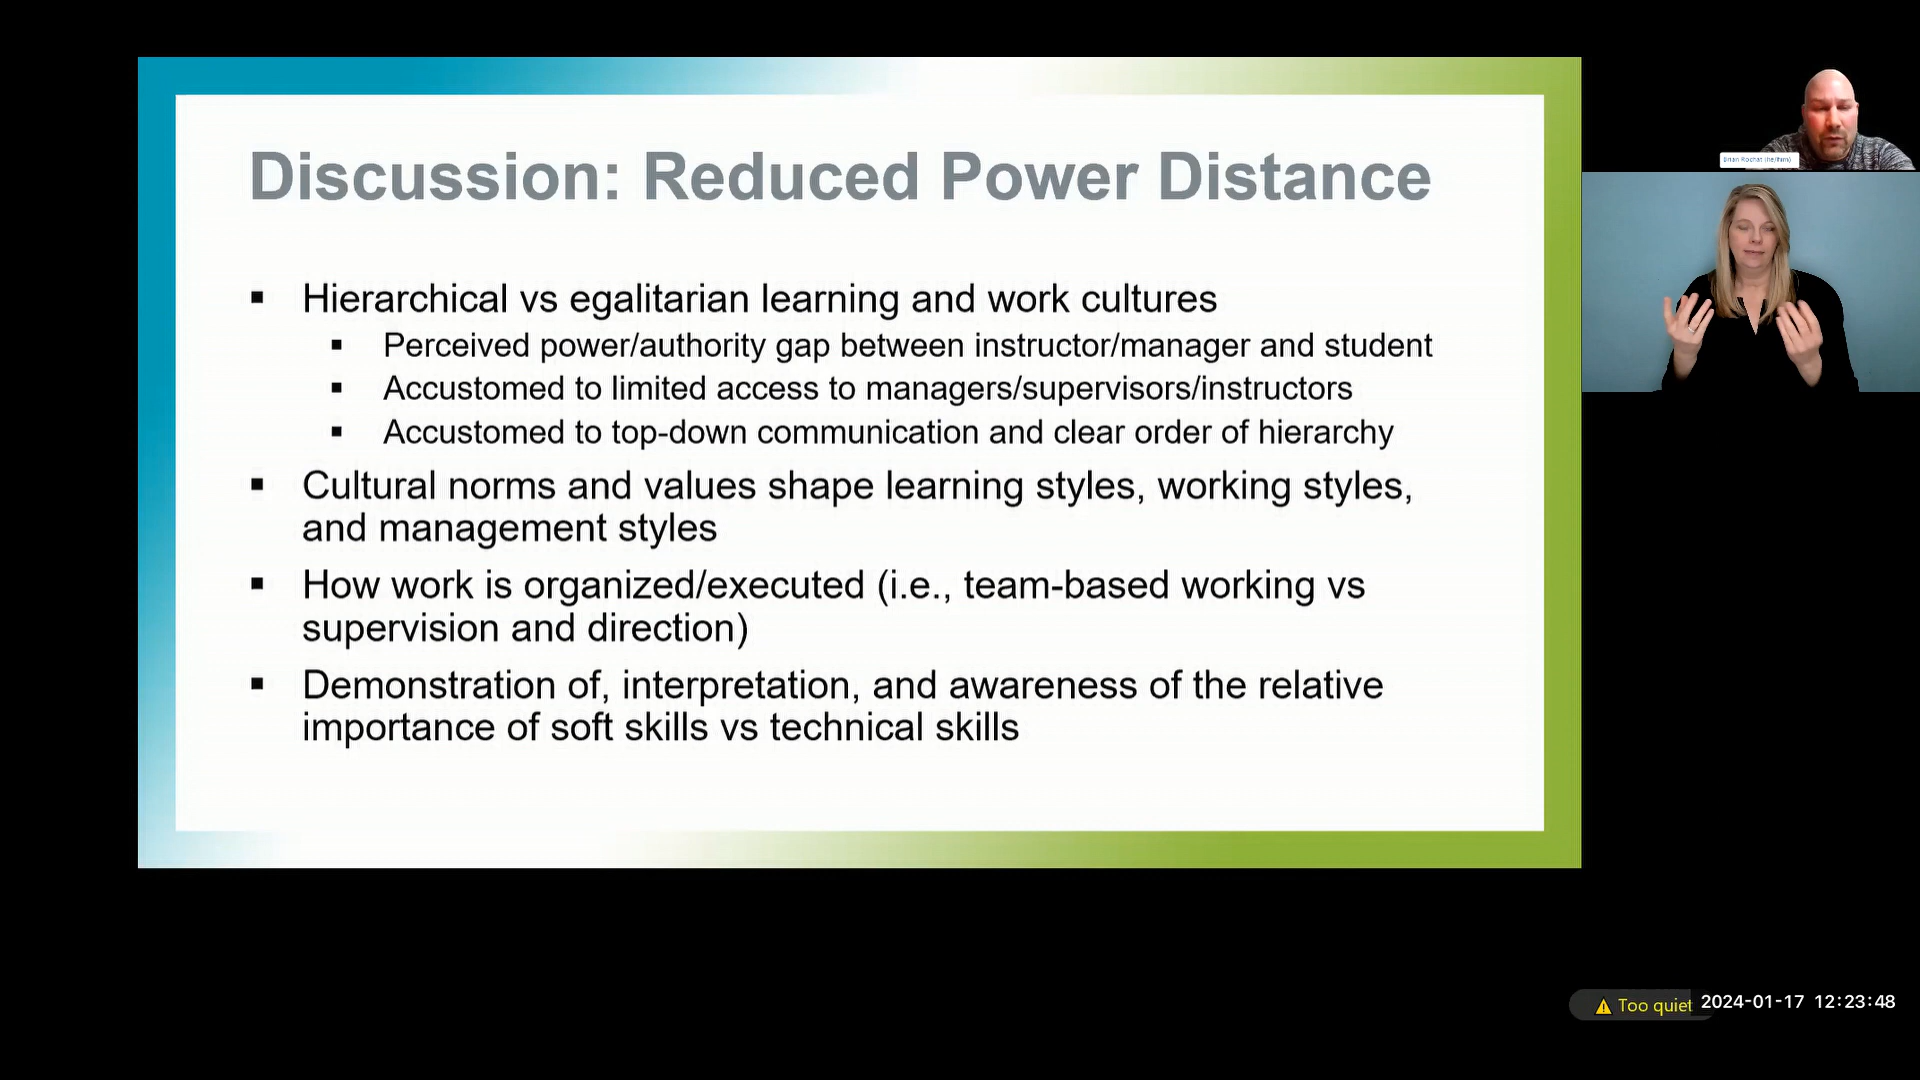 Discussion: Reduced Power Distance
▪ Hierarchical vs egalitarian learning and work cultures
▪ Perceived power/authority gap between instructor/manager and student
▪ Accustomed to limited access to managers/supervisors/instructors
▪ Accustomed to top-down communication and clear order of hierarchy
▪ Cultural norms and values shape learning styles, working styles,
and management styles
▪ How work is organized/executed (i.e., team-based working vs
supervision and direction)
▪ Demonstration of, interpretation, and awareness of the relative
importance of soft skills vs technical skills
Brian Rochat (he/him)
Too quiet
2024-01-17 12:23:48